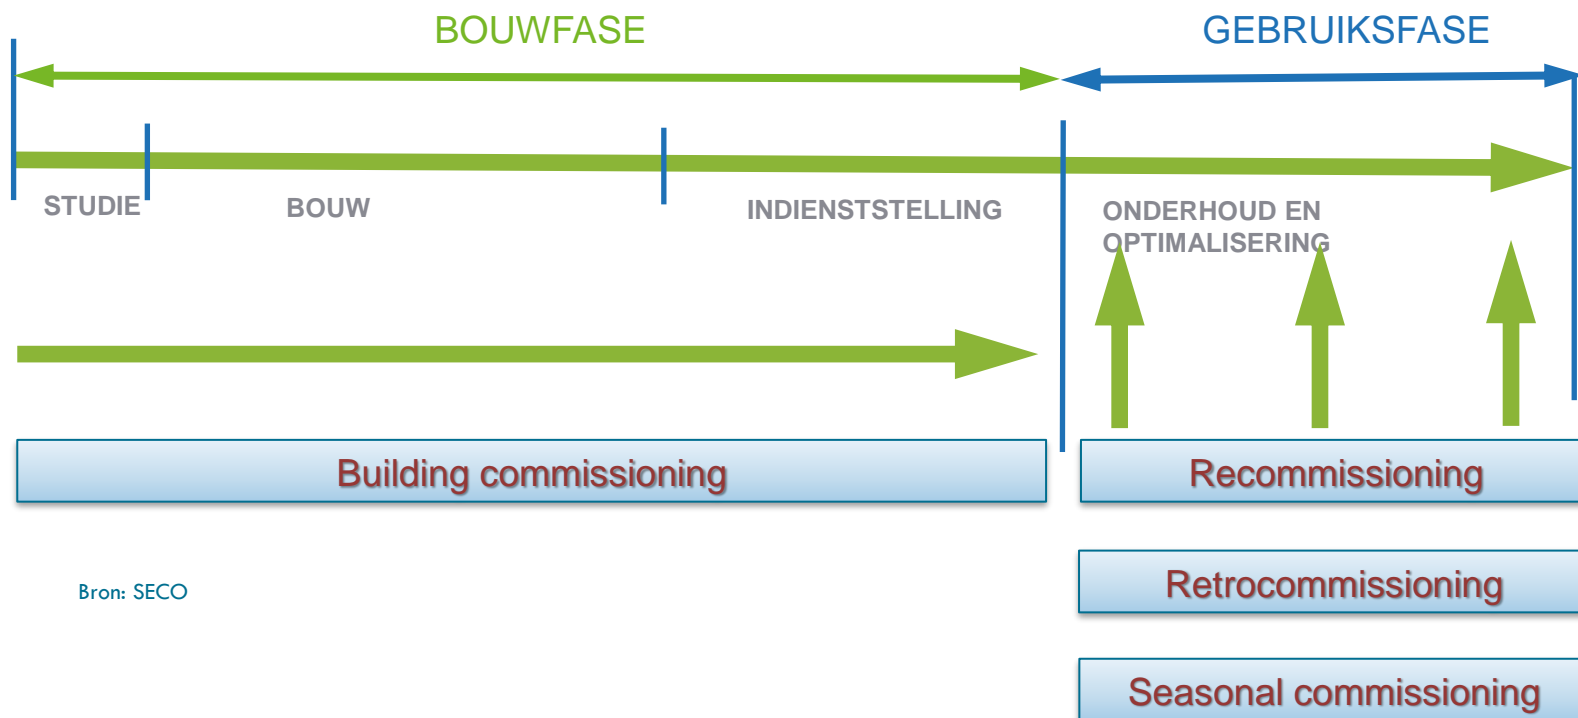 BOUWFASE
GEBRUIKSFASE
STUDIE
BOUW
INDIENSTSTELLING
ONDERHOUD EN
OPTIMALISERING
Building commissioning
Recommissioning
Retrocommissioning
Bron: SECO
Seasonal commissioning